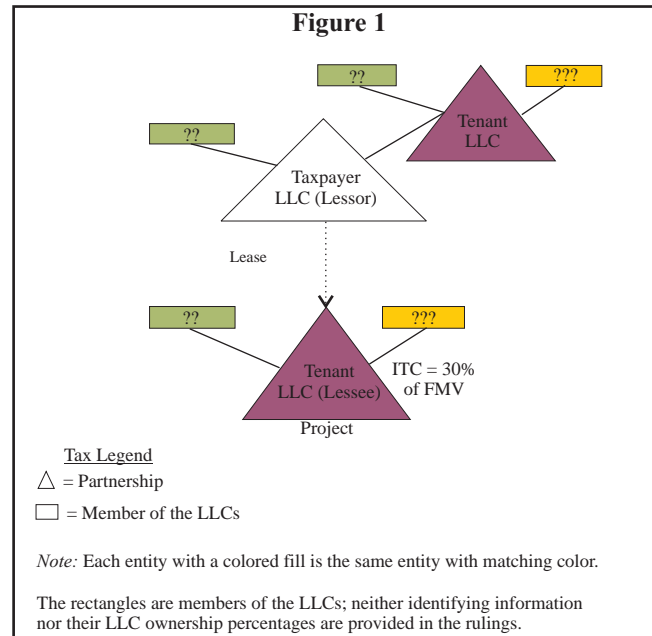 Figure 1
??
???
Tenant
LLC
??
Taxpayer
LLC (Lessor)
Lease
??
???
Tenant
LLC (Lessee)
ITC = 30%
of FMV
Project
Tax Legend
= Partnership
= Member of the LLCs
Note: Each entity with a colored fill is the same entity with matching color.
The rectangles are members of the LLCs; neither identifying information
nor their LLC ownership percentages are provided in the rulings.